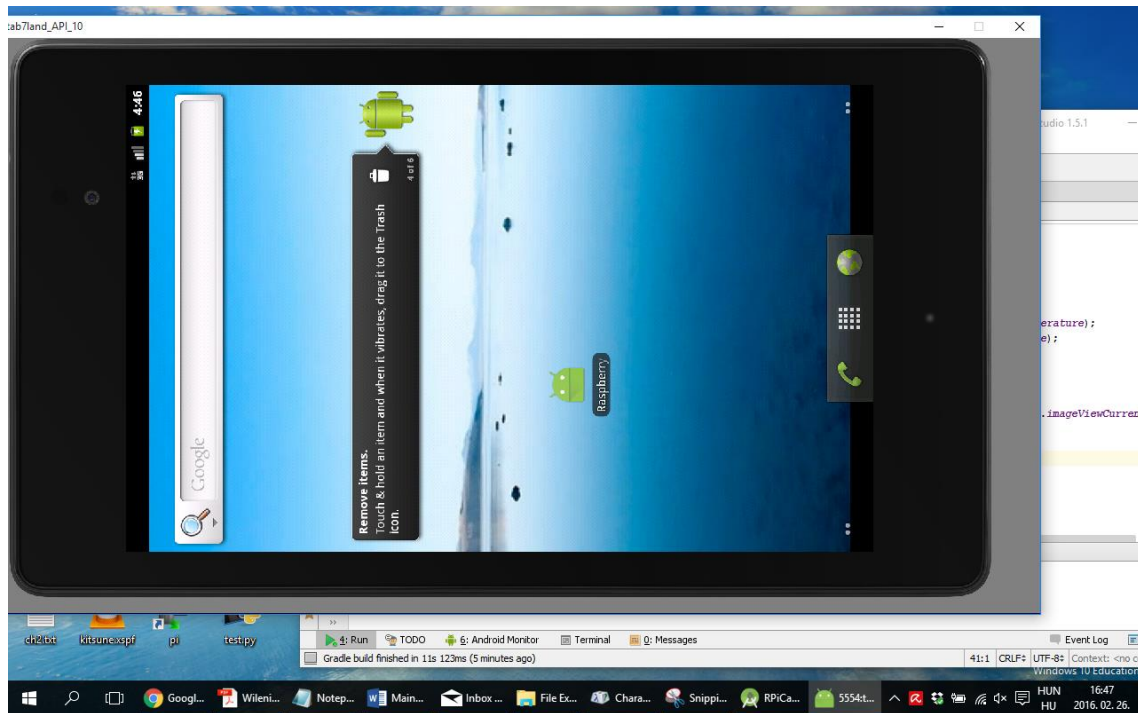 tab7land_API_10
4:46
3G
Google
4 of 6
Remove items.
Touch & hold an item and when it vibrates, drag it to the Trash
Icon.
Raspberry
tudio 1.5.1
erature);
e);
.imageViewCurren
ch2.txt
kitsune.xspf
pi
test.py
4: Run
TODO
6: Android Monitor
Terminal
0: Messages
Event Log
Gradle build finished in 11s 123ms (5 minutes ago)
41:1 CRLF UTF-8 Context: <no c
Windows 10 Education
Googl...
Wileni...
Notep...
Main...
Inbox ...
File Ex...
Chara...
Snippi...
RPiCa...
5554:t...
HUN
HU
16:47
2016. 02. 26.